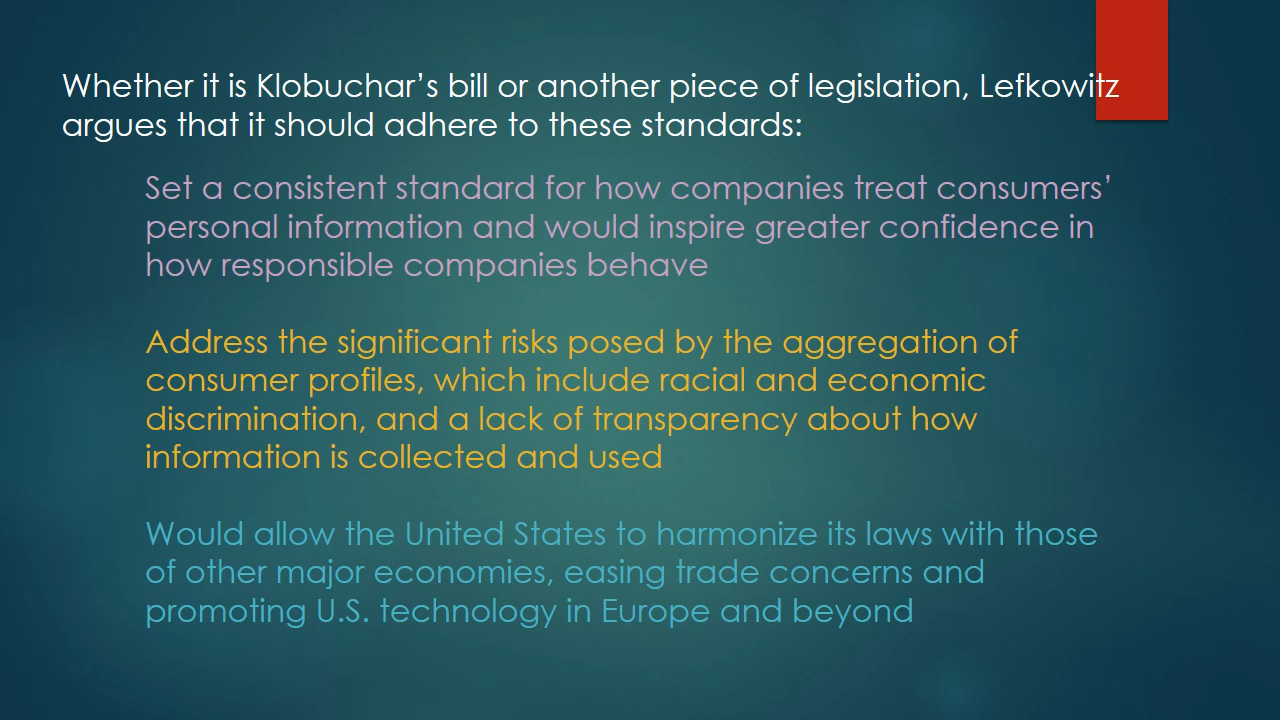 Whether it is Klobuchar’s bill or another piece of legislation, Lefkowitz
argues that it should adhere to these standards:
Set a consistent standard for how companies treat consumers’
personal information and would inspire greater confidence in
how responsible companies behave
Address the significant risks posed by the aggregation of
consumer profiles, which include racial and economic
discrimination, and a lack of transparency about how
information is collected and used
Would allow the United States to harmonize its laws with those
of other major economies, easing trade concerns and
promoting U.S. technology in Europe and beyond